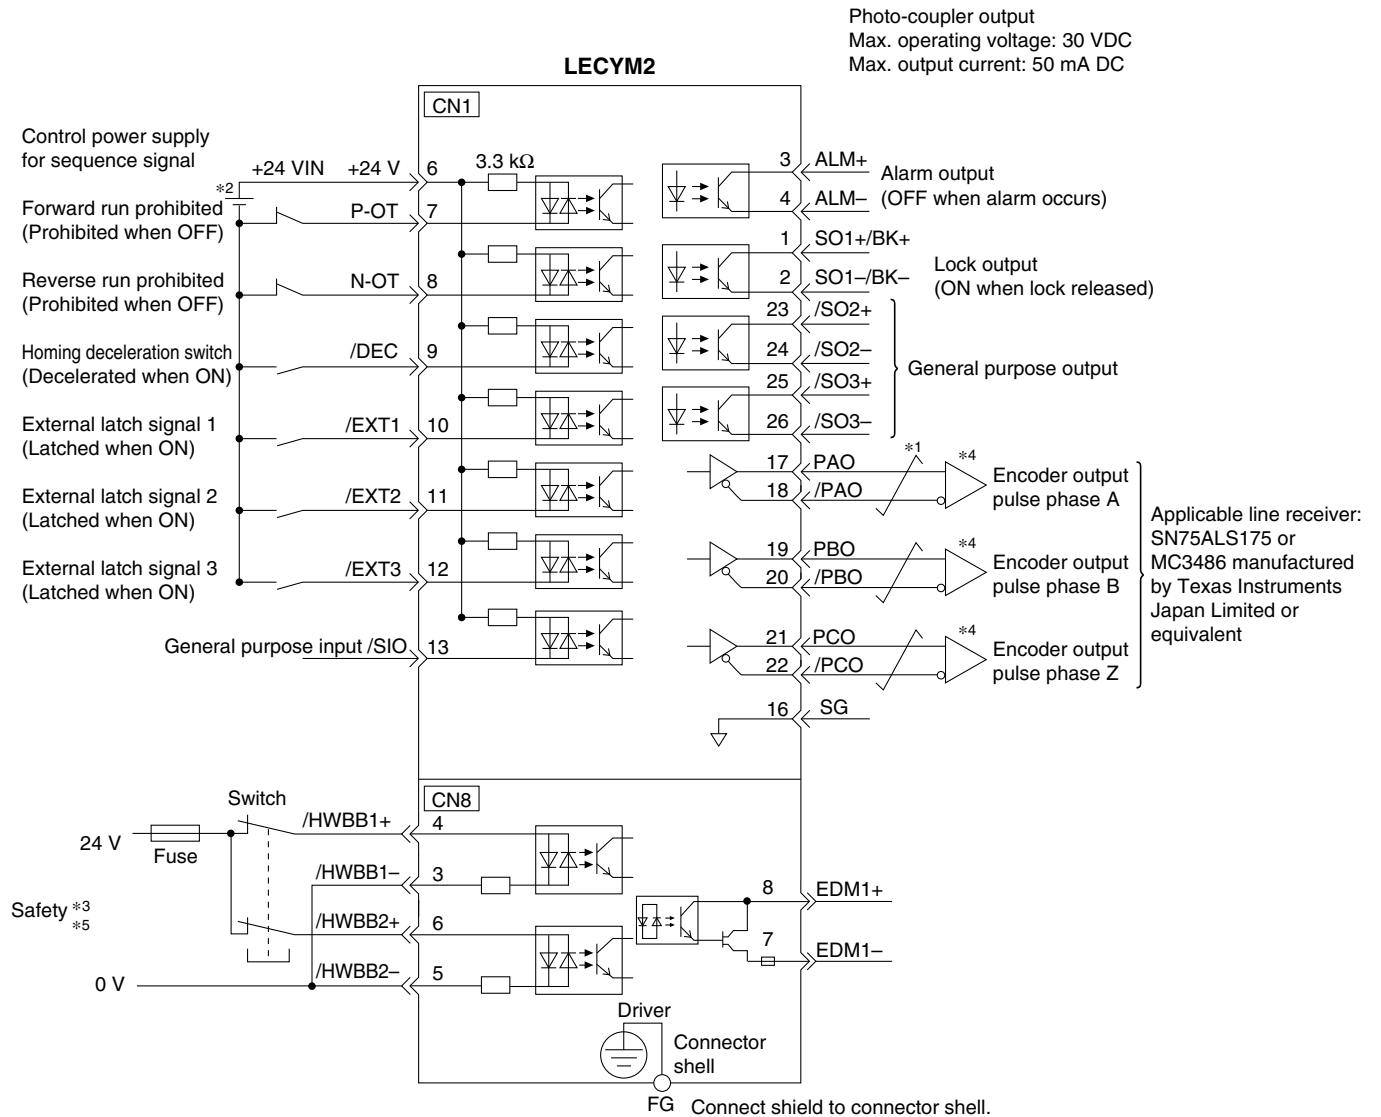 Photo-coupler output
Max. operating voltage: 30 VDC
Max. output current: 50 mA DC
LECYM2
CN1
Control power supply
for sequence signal
+24 VIN
+24 V
6
3.3 kΩ
*2
Forward run prohibited
(Prohibited when OFF)
P-OT
7
Reverse run prohibited
(Prohibited when OFF)
N-OT
8
Homing deceleration switch
(Decelerated when ON)
/DEC
9
External latch signal 1
(Latched when ON)
/EXT1
10
External latch signal 2
(Latched when ON)
/EXT2
11
External latch signal 3
(Latched when ON)
/EXT3
12
General purpose input /SIO
13
3
ALM+
4
ALM–
Alarm output
(OFF when alarm occurs)
1
SO1+/BK+
2
SO1–/BK–
Lock output
(ON when lock released)
23
/SO2+
24
/SO2–
25
/SO3+
26
/SO3–
General purpose output
17
PAO
18
/PAO
*1
*4
Encoder output
pulse phase A
19
PBO
20
/PBO
*4
Encoder output
pulse phase B
21
PCO
22
/PCO
*4
Encoder output
pulse phase Z
Applicable line receiver:
SN75ALS175 or
MC3486 manufactured
by Texas Instruments
Japan Limited or
equivalent
16
SG
CN8
Switch
24 V
Fuse
/HWBB1+
4
/HWBB1–
3
Safety *3
*5
/HWBB2+
6
/HWBB2–
5
0 V
8
EDM1+
7
EDM1–
Driver
Connector
shell
FG
Connect shield to connector shell.